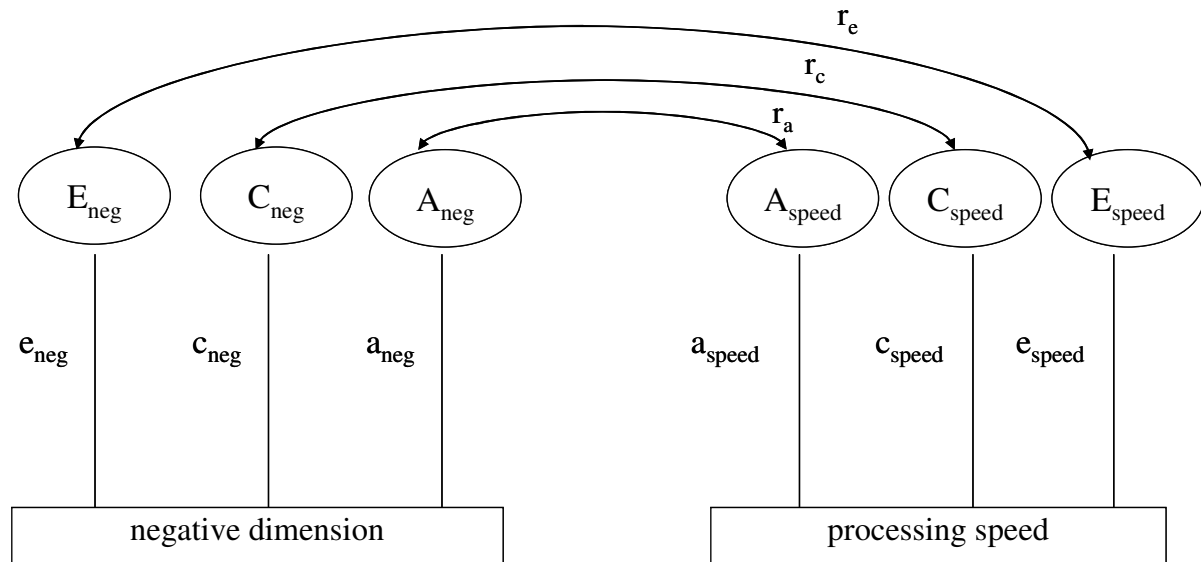 r_e
r_c
r_a
E_neg C_neg A_neg A_speed C_speed E_speed
e_neg c_neg a_neg a_speed c_speed e_speed
negative dimension processing speed